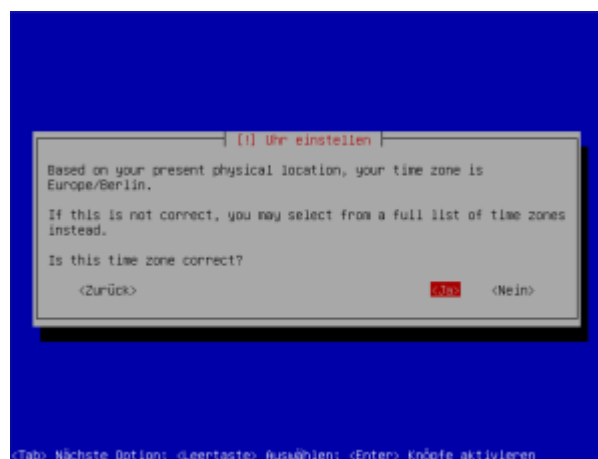 [!] Uhr einstellen
Based on your present physical location, your time zone is
Europe/Berlin.
If this is not correct, you may select from a full list of time zones
instead.
Is this time zone correct?
<Zurück> <Ja> <Nein>
<Tab> Nächste Option; <Leertaste> Auswählen; <Enter> Knöpfe aktivieren